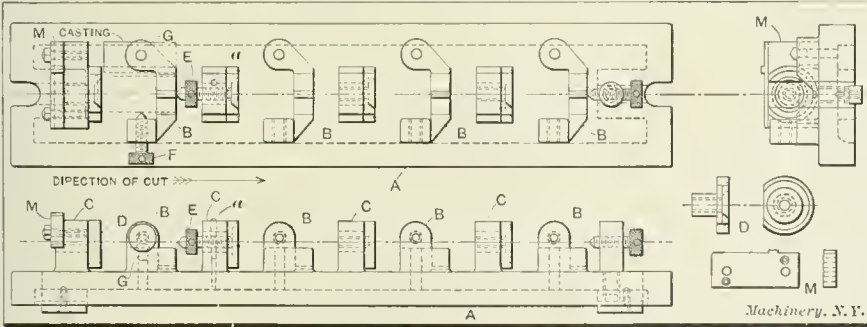 M CASTING G
E a
B B B B
F
A
DIRECTION OF CUT
M
M C D B E C a B C B C B
G
D
M
A
Machinery, N.Y.